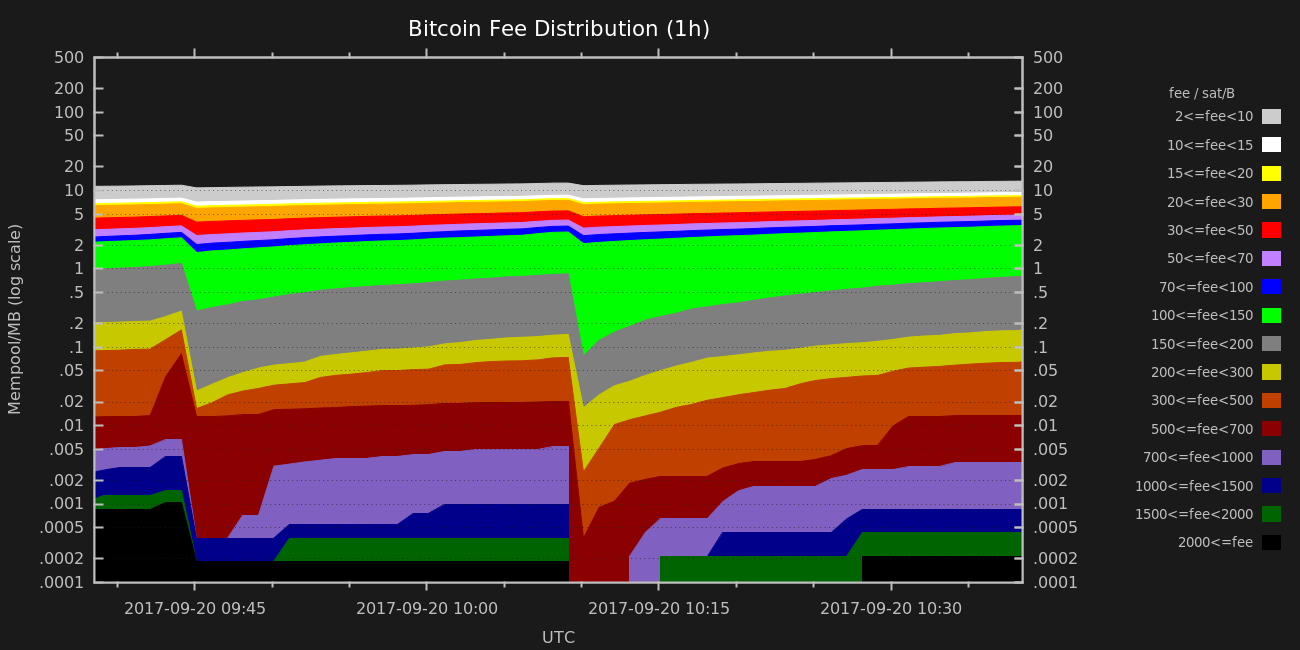 Bitcoin Fee Distribution (1h)
500
200
100
50
20
10
5
2
1
.5
.2
.1
.05
.02
.01
.005
.002
.001
.0005
.0002
.0001
Mempool/MB (log scale)
500
200
100
50
20
10
5
2
1
.5
.2
.1
.05
.02
.01
.005
.002
.001
.0005
.0002
.0001
fee / sat/B
2<=fee<10
10<=fee<15
15<=fee<20
20<=fee<30
30<=fee<50
50<=fee<70
70<=fee<100
100<=fee<150
150<=fee<200
200<=fee<300
300<=fee<500
500<=fee<700
700<=fee<1000
1000<=fee<1500
1500<=fee<2000
2000<=fee
2017-09-20 09:45 2017-09-20 10:00 2017-09-20 10:15 2017-09-20 10:30
UTC